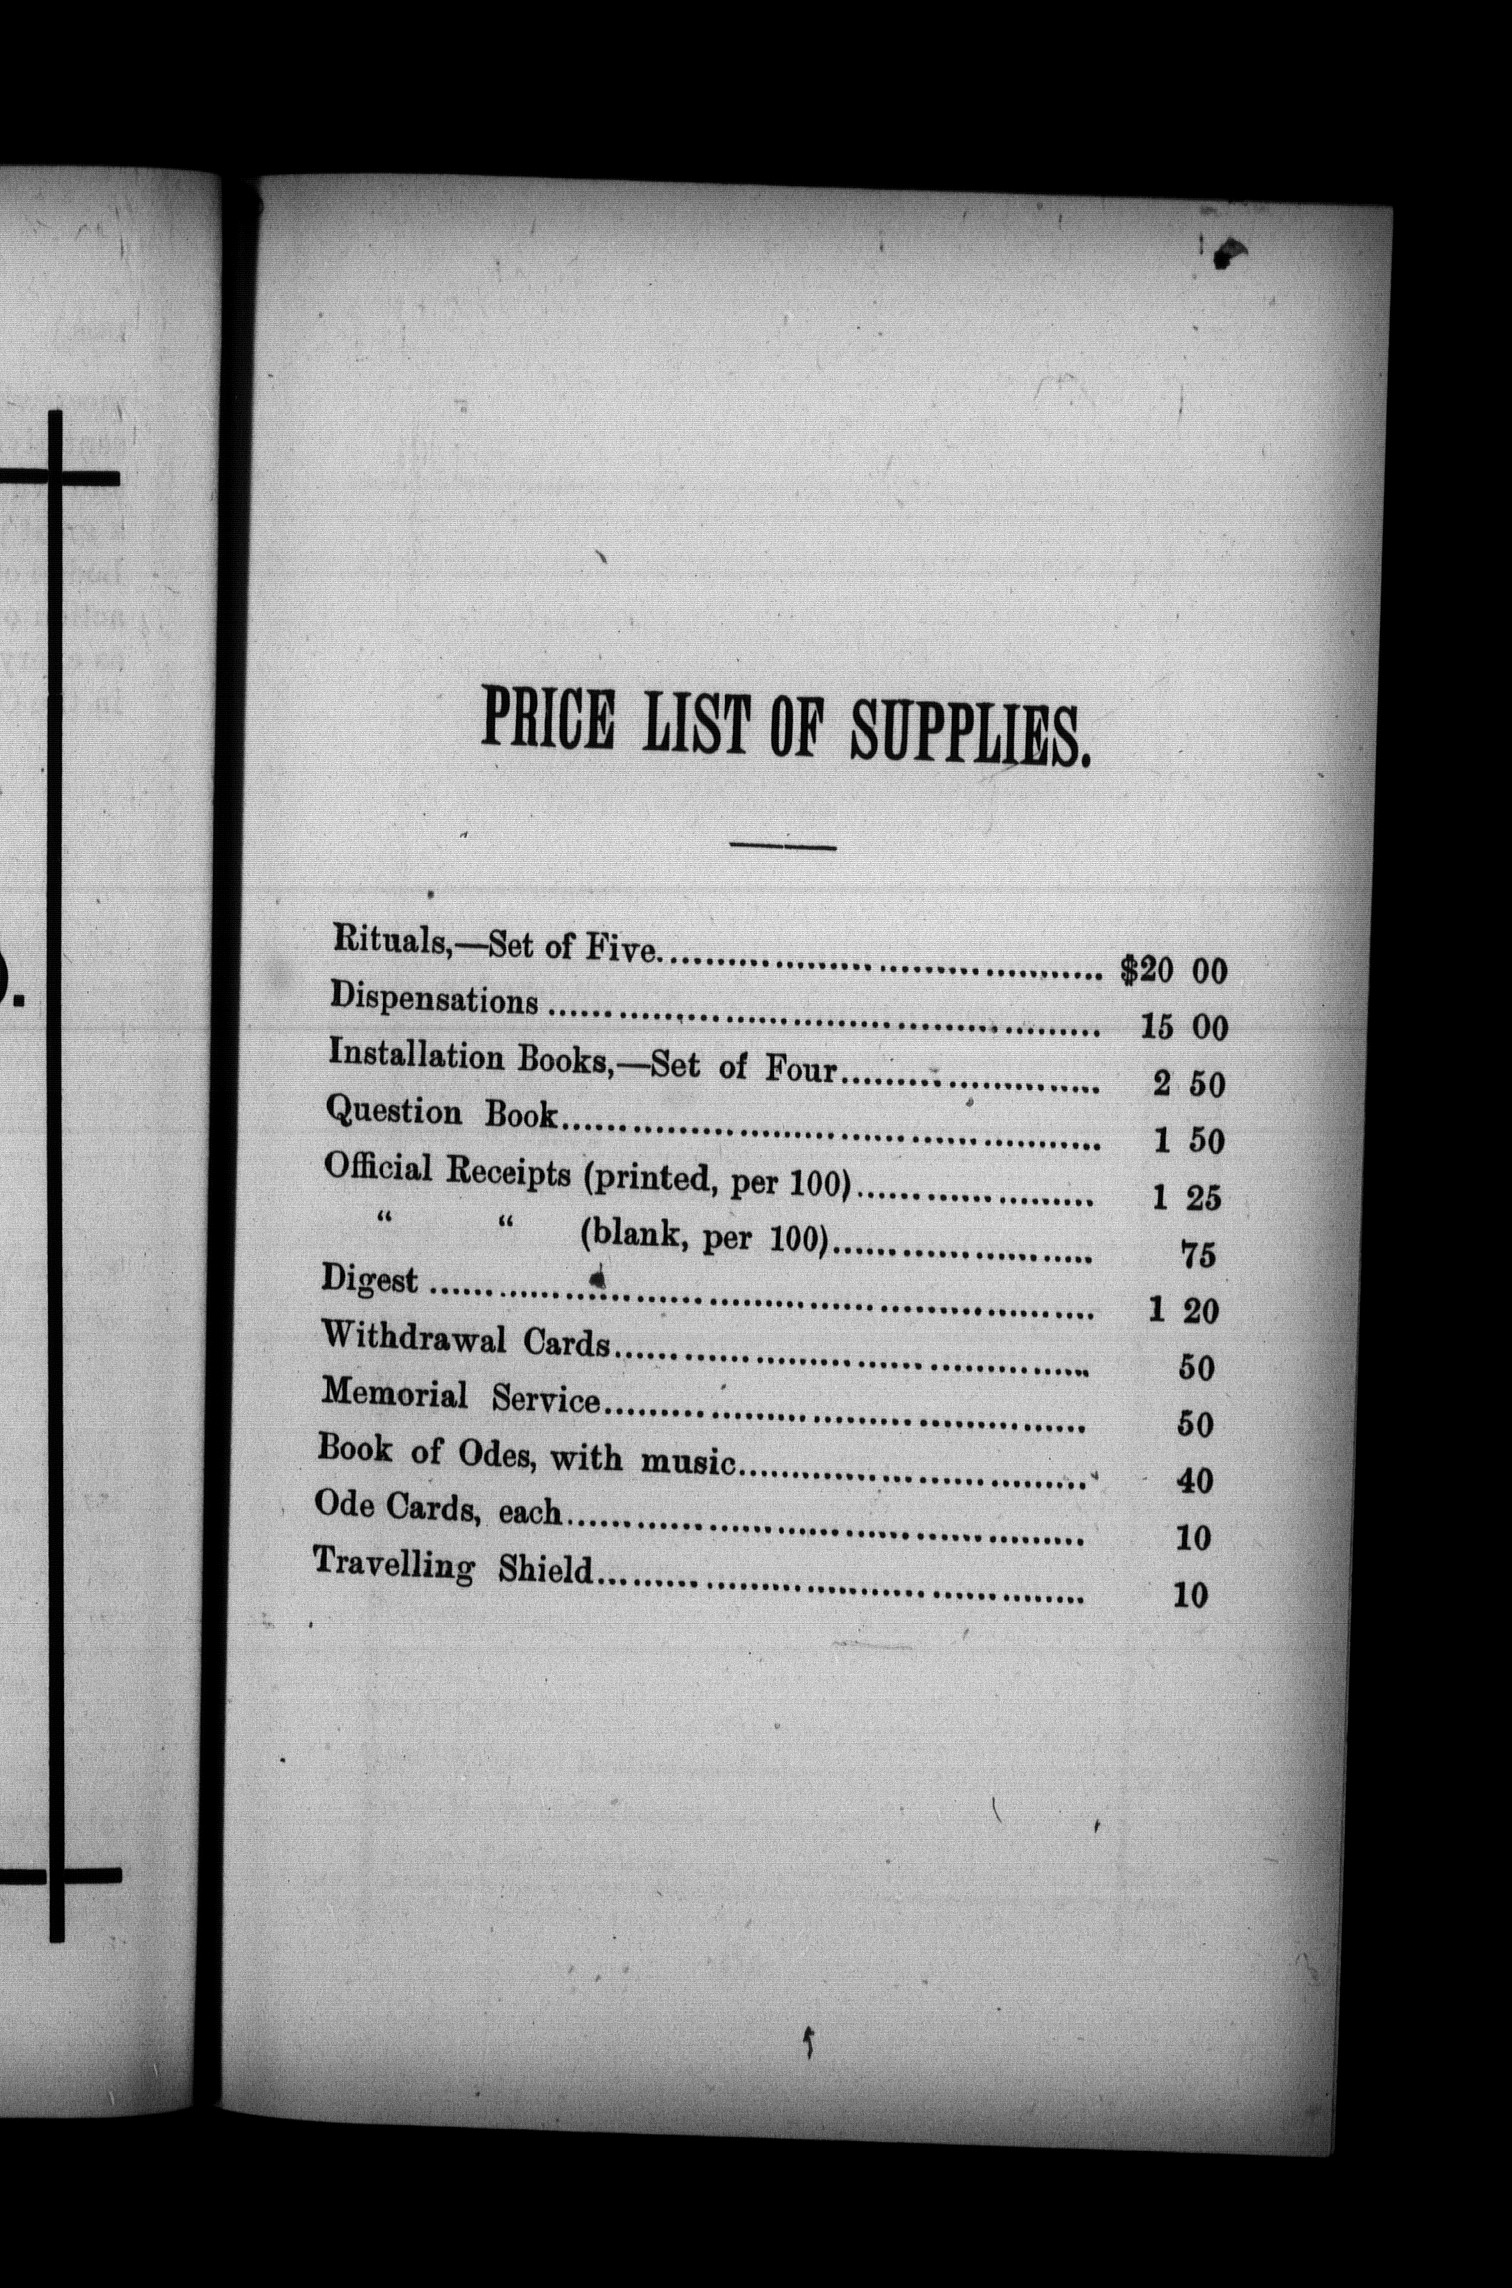 PRICE LIST OF SUPPLIES.
Rituals,—Set of Five........................................ $20 00
Dispensations ........................................ 15 00
Installation Books,—Set of Four........................ 2 50
Question Book........................................ 1 50
Official Receipts (printed, per 100)..................... 1 25
“ “ (blank, per 100)........................ 75
Digest ........................................ 1 20
Withdrawal Cards........................................ 50
Memorial Service........................................ 50
Book of Odes, with music................................ 40
Ode Cards, each........................................ 10
Travelling Shield........................................ 10